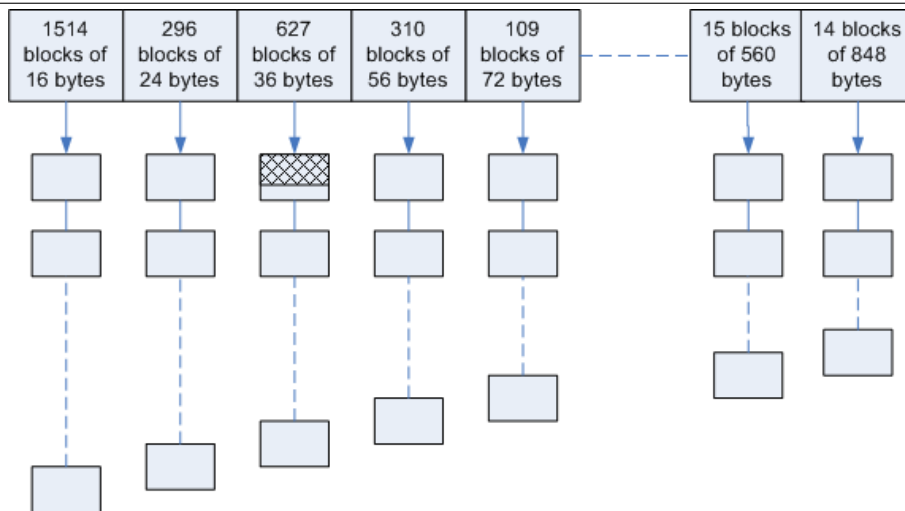 1514
blocks of
16 bytes
296
blocks of
24 bytes
627
blocks of
36 bytes
310
blocks of
56 bytes
109
blocks of
72 bytes
15 blocks
of 560
bytes
14 blocks
of 848
bytes